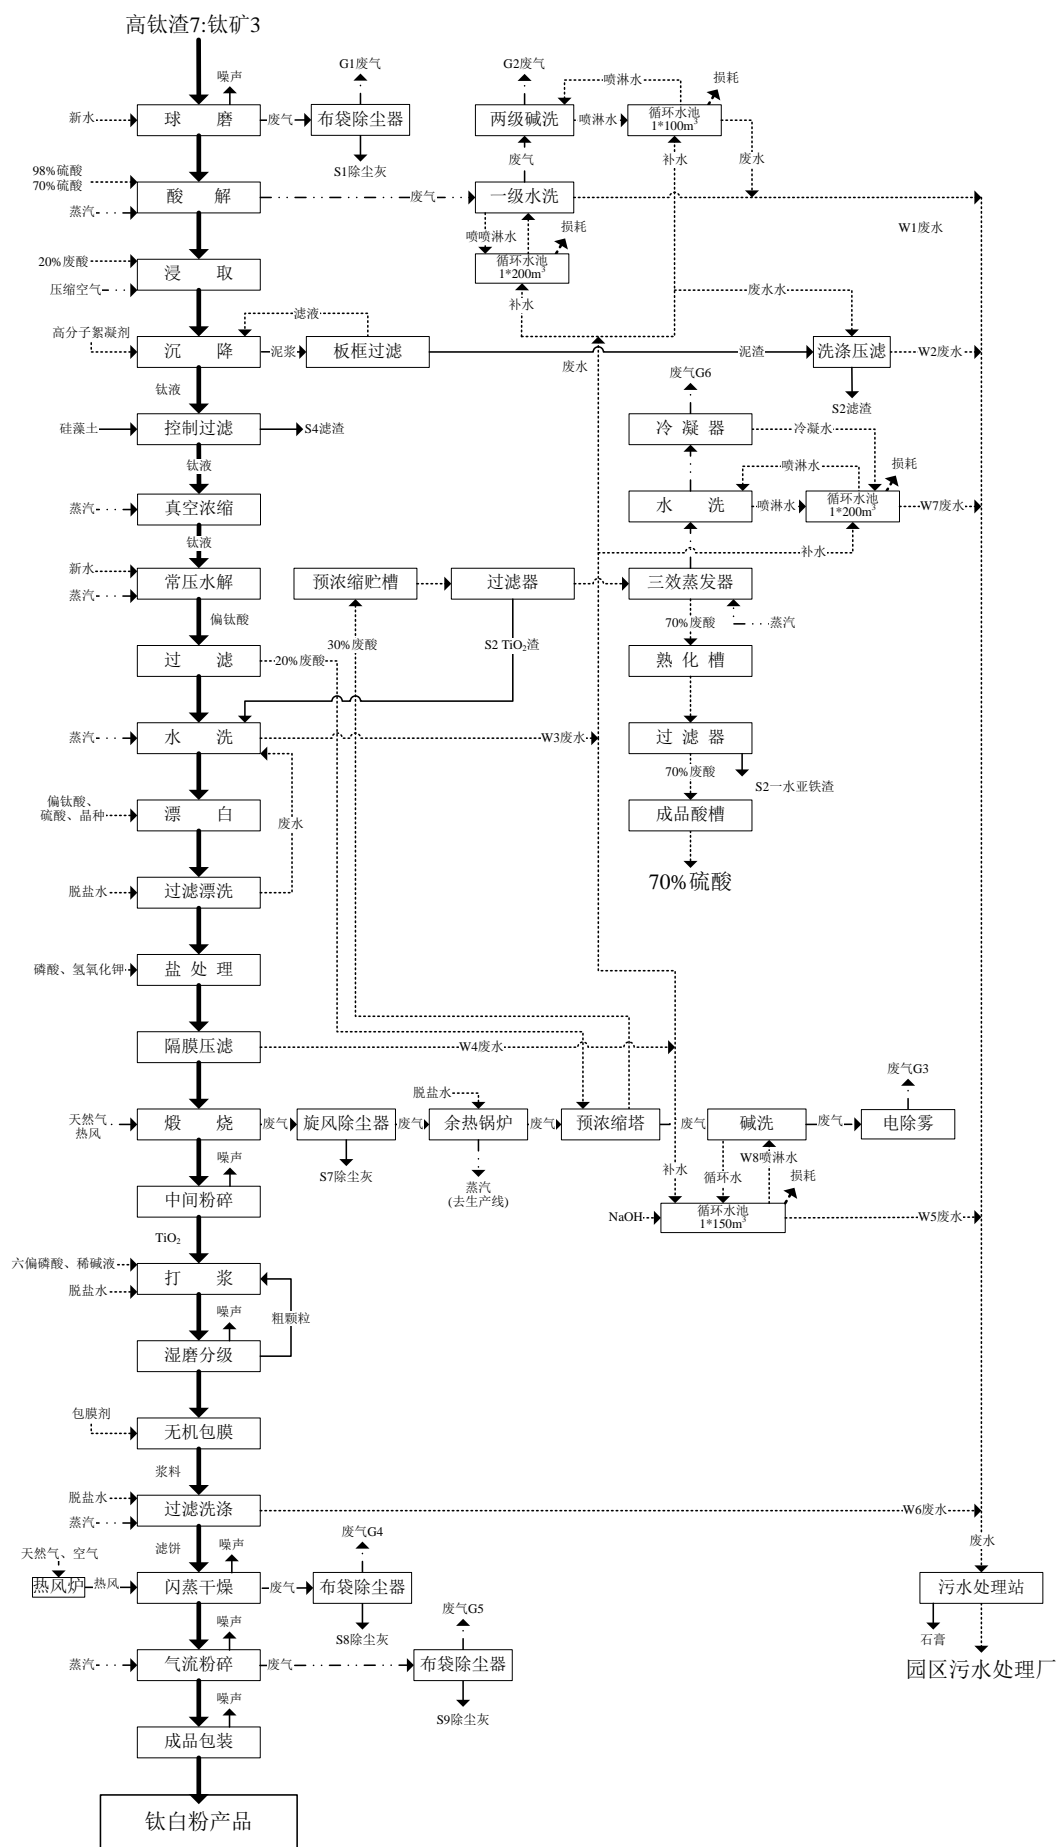 高钛渣7:钛矿3
噪声
G1废气
G2废气
喷淋水
损耗
新水
球 磨
废气
布袋除尘器
两级碱洗
喷淋水
循环水池
1*100m³
S1除尘灰
废气
补水
废水
98%硫酸
70%硫酸
蒸汽
酸 解
废气
一级水洗
W1废水
喷喷淋水
损耗
20%废酸
压缩空气
浸 取
循环水池
1*200m³
补水
废水水
滤液
高分子絮凝剂
沉 降
泥浆
板框过滤
废水
泥渣
洗涤压滤
W2废水
钛液
废气G6
S2滤渣
硅藻土
控制过滤
S4滤渣
冷 凝 器
冷凝水
钛液
喷淋水
损耗
蒸汽
真空浓缩
水 洗
喷淋水
循环水池
1*200m³
W7废水
钛液
补水
新水
蒸汽
常压水解
预浓缩贮槽
过滤器
三效蒸发器
偏钛酸
70%废酸
蒸汽
30%废酸
S2 TiO₂渣
过 滤
20%废酸
熟 化 槽
蒸汽
水 洗
W3废水
过 滤 器
70%废酸
S2一水亚铁渣
偏钛酸、
硫酸、晶种
漂 白
废水
成品酸槽
脱盐水
过滤漂洗
70%硫酸
磷酸、氢氧化钾
盐 处 理
隔膜压滤
W4废水
脱盐水
废气G3
天然气
热风
煅 烧
废气
旋风除尘器
废气
余热锅炉
废气
预浓缩塔
废气
碱洗
废气
电除雾
噪声
S7除尘灰
蒸汽
(去生产线)
补水
循环水
W8喷淋水
损耗
中间粉碎
NaOH
循环水池
1*150m³
W5废水
TiO₂
六偏磷酸、稀碱液
脱盐水
打 浆
噪声
粗颗粒
湿磨分级
包膜剂
无机包膜
浆料
脱盐水
蒸汽
过滤洗涤
W6废水
滤饼
噪声
废气G4
废水
天然气、空气
热风炉
热风
闪蒸干燥
废气
布袋除尘器
污水处理站
噪声
S8除尘灰
废气G5
石膏
蒸汽
气流粉碎
废气
布袋除尘器
园区污水处理厂
噪声
S9除尘灰
成品包装
钛白粉产品